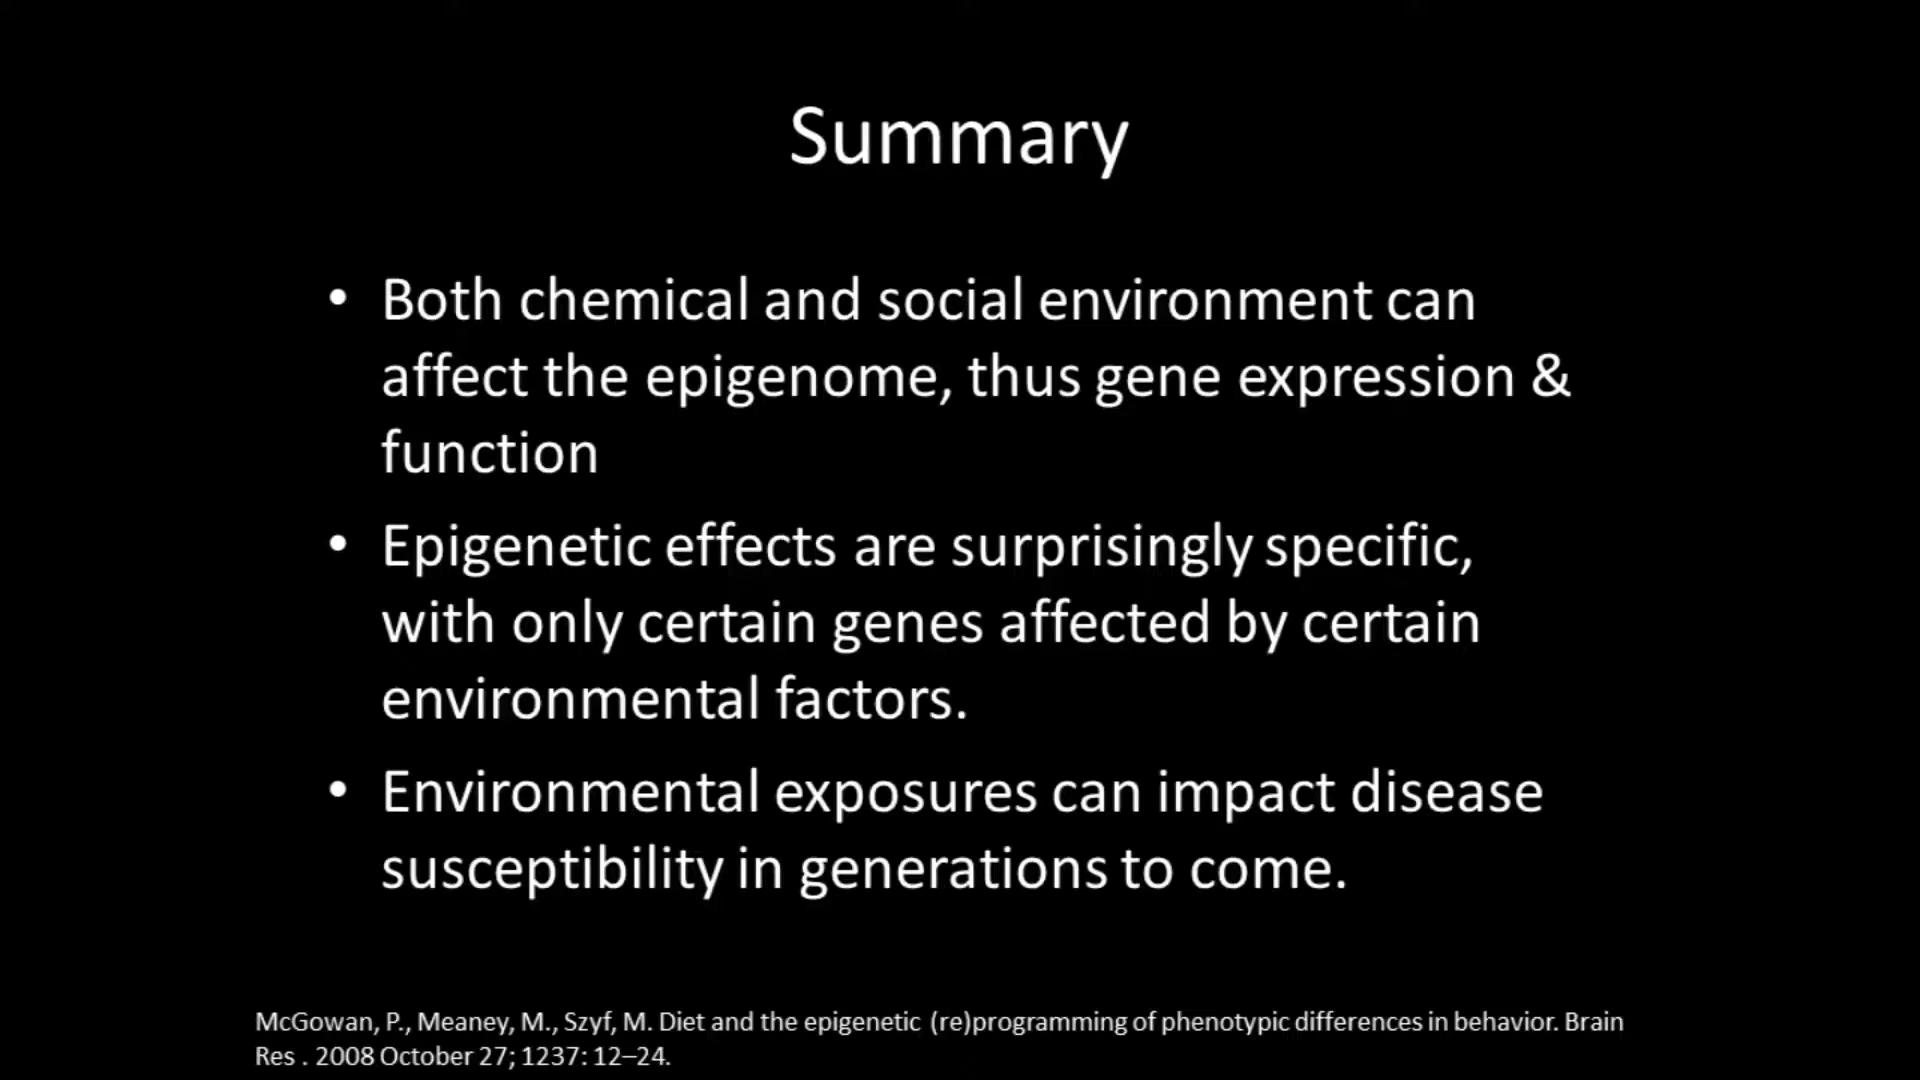 Summary
• Both chemical and social environment can
affect the epigenome, thus gene expression &
function
• Epigenetic effects are surprisingly specific,
with only certain genes affected by certain
environmental factors.
• Environmental exposures can impact disease
susceptibility in generations to come.
McGowan, P., Meaney, M., Szyf, M. Diet and the epigenetic (re)programming of phenotypic differences in behavior. Brain
Res . 2008 October 27; 1237: 12–24.